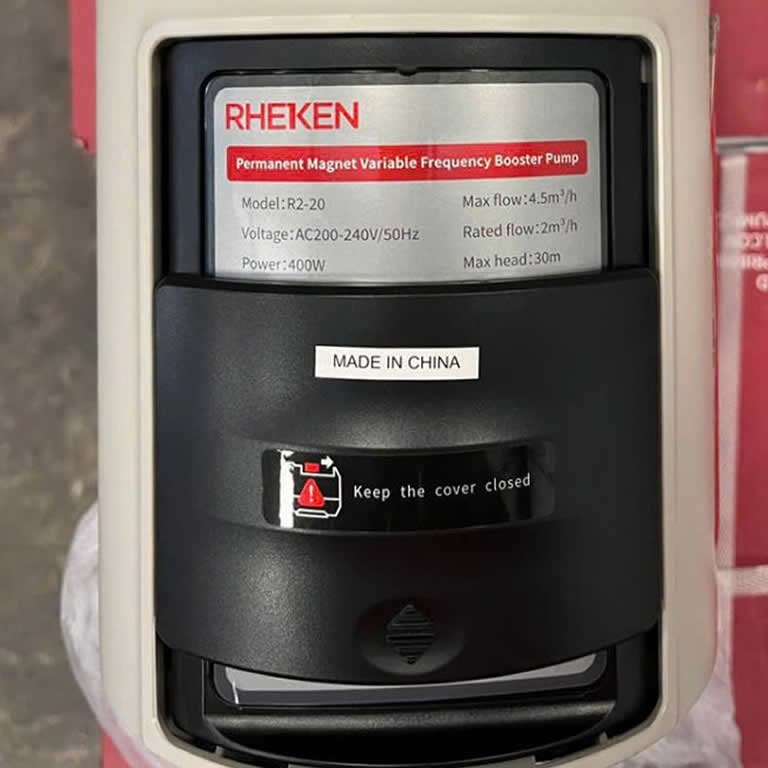 RHEKEN
Permanent Magnet Variable Frequency Booster Pump
Model:R2-20
Max flow:4.5m³/h
Voltage:AC200-240V/50Hz
Rated flow:2m³/h
Power:400W
Max head:30m
MADE IN CHINA
Keep the cover closed